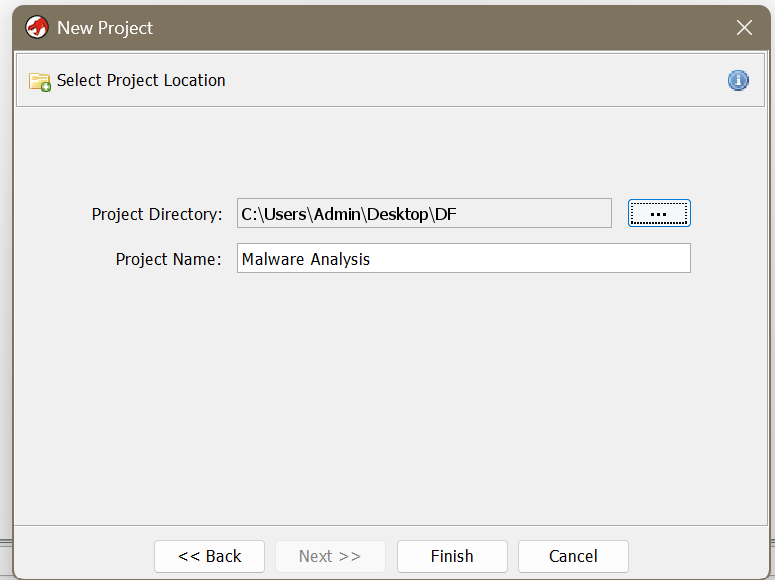 New Project
Select Project Location
Project Directory: C:\Users\Admin\Desktop\DF ...
Project Name: Malware Analysis
<< Back Next >> Finish Cancel